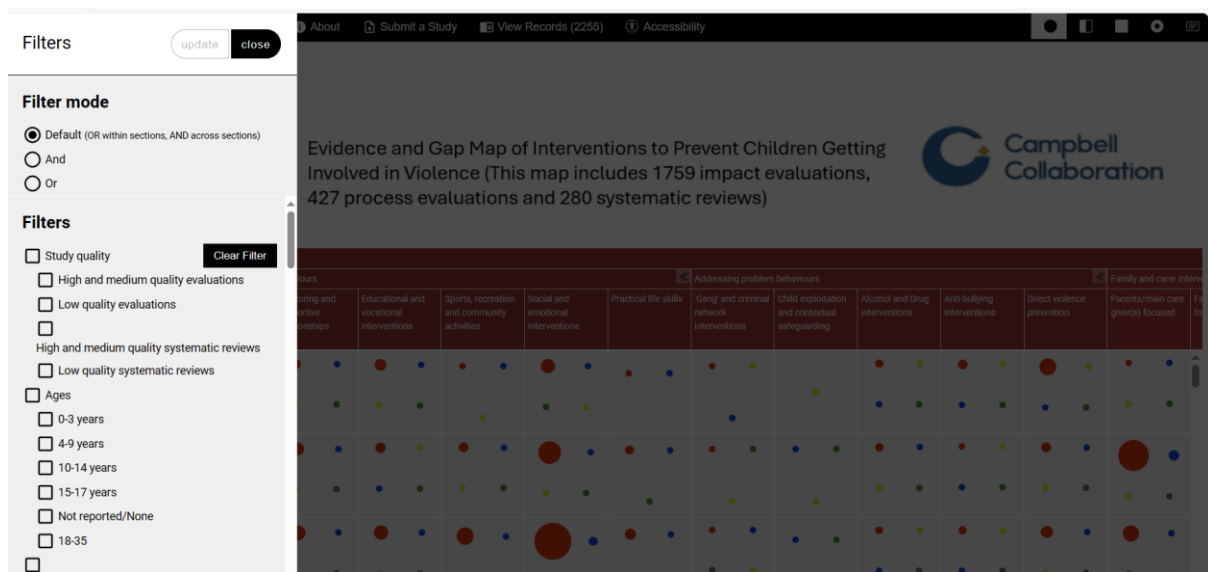 Filters
update
close
About
Submit a Study
View Records (2255)
Accessibility
Filter mode
Default (OR within sections, AND across sections)
And
Or
Filters
Study quality
Clear Filter
High and medium quality evaluations
Low quality evaluations
High and medium quality systematic reviews
Low quality systematic reviews
Ages
0-3 years
4-9 years
10-14 years
15-17 years
Not reported/None
18-35
Evidence and Gap Map of Interventions to Prevent Children Getting
Involved in Violence (This map includes 1759 impact evaluations,
427 process evaluations and 280 systematic reviews)
Campbell
Collaboration
Addressing problem behaviours
Educational and
vocational
interventions
Sports, recreation
and community
activities
Social and
emotional
interventions
Practical life skills
'Gang' and criminal
network
interventions
Child exploitation
and contextual
safeguarding
Alcohol and Drug
interventions
Anti-bullying
interventions
Direct violence
prevention
Family and carer
Parents/main care
giver(s) focused